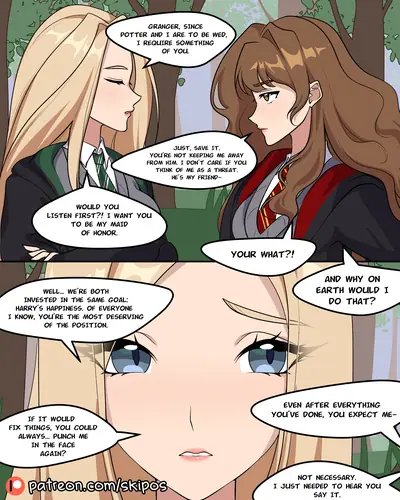 GRANGER, SINCE
POTTER AND I ARE TO BE WED,
I REQUIRE SOMETHING
OF YOU.
JUST, SAVE IT.
YOU'RE NOT KEEPING ME AWAY
FROM HIM. I DON'T CARE IF YOU
THINK OF ME AS A THREAT.
HE'S MY FRIEND-
WOULD YOU
LISTEN FIRST?! I WANT YOU
TO BE MY MAID
OF HONOR.
YOUR WHAT?!
AND WHY ON
EARTH WOULD I
DO THAT?
WELL... WE'RE BOTH
INVESTED IN THE SAME GOAL:
HARRY'S HAPPINESS. OF EVERYONE
I KNOW, YOU'RE THE MOST DESERVING
OF THE POSITION.
EVEN AFTER EVERYTHING
YOU'VE DONE, YOU EXPECT ME-
IF IT WOULD
FIX THINGS, YOU COULD
ALWAYS... PUNCH ME
IN THE FACE
AGAIN?
NOT NECESSARY.
I JUST NEEDED TO HEAR YOU
SAY IT.
patreon.com/skipos